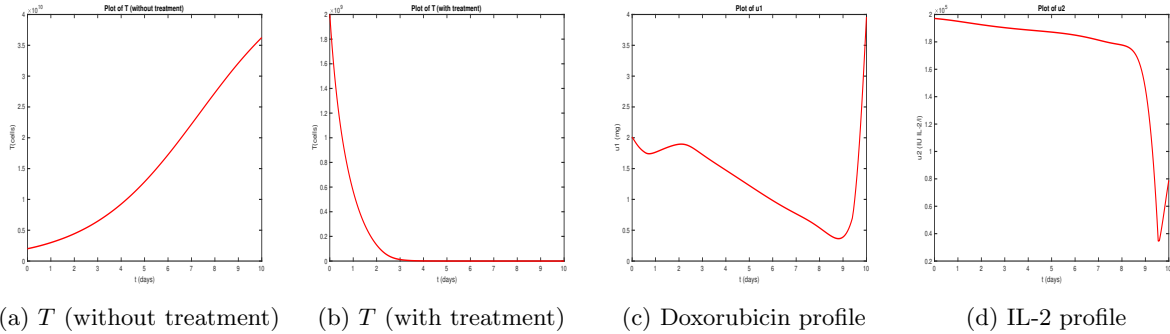 Plot of T (without treatment)
×10^10
4
3.5
3
2.5
2
1.5
1
0.5
0
T(cells)
0 1 2 3 4 5 6 7 8 9 10
t (days)
(a) T (without treatment)
Plot of T (with treatment)
×10^9
2
1.8
1.6
1.4
1.2
1
0.8
0.6
0.4
0.2
0
T(cells)
0 1 2 3 4 5 6 7 8 9 10
t (days)
(b) T (with treatment)
Plot of u1
4
3.5
3
2.5
2
1.5
1
0.5
0
u1 (mg)
0 1 2 3 4 5 6 7 8 9 10
t (days)
(c) Doxorubicin profile
Plot of u2
×10^5
2
1.8
1.6
1.4
1.2
1
0.8
0.6
0.4
0.2
u2 (IU IL-2/l)
0 1 2 3 4 5 6 7 8 9 10
t (days)
(d) IL-2 profile